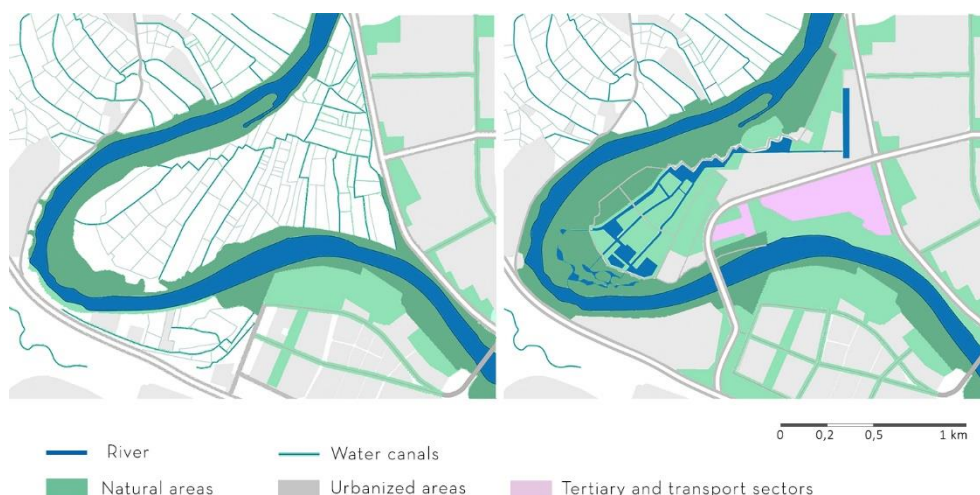 0 0,2 0,5 1 km
River
Water canals
Natural areas
Urbanized areas
Tertiary and transport sectors